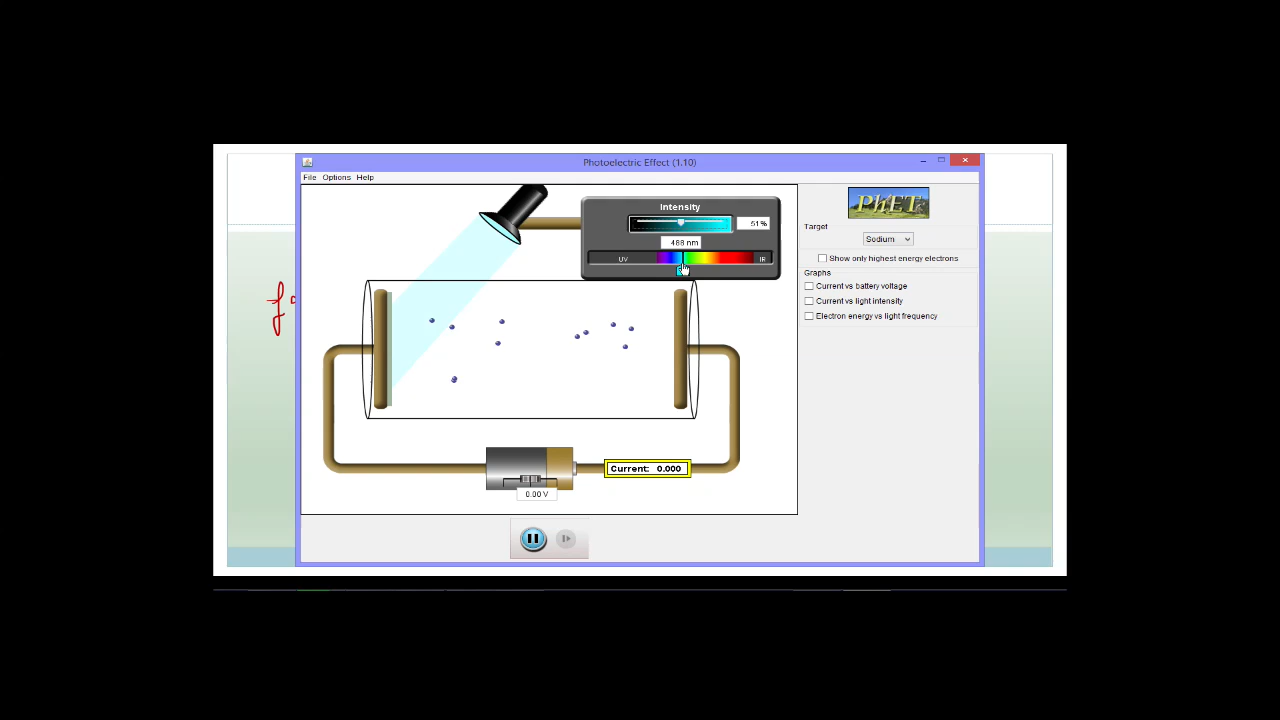 Photoelectric Effect (1.10)
File Options Help
Intensity
51%
488 nm
UV
IR
PhET
Target
Sodium
Show only highest energy electrons
Graphs
Current vs battery voltage
Current vs light intensity
Electron energy vs light frequency
Current: 0.000
0.00 V